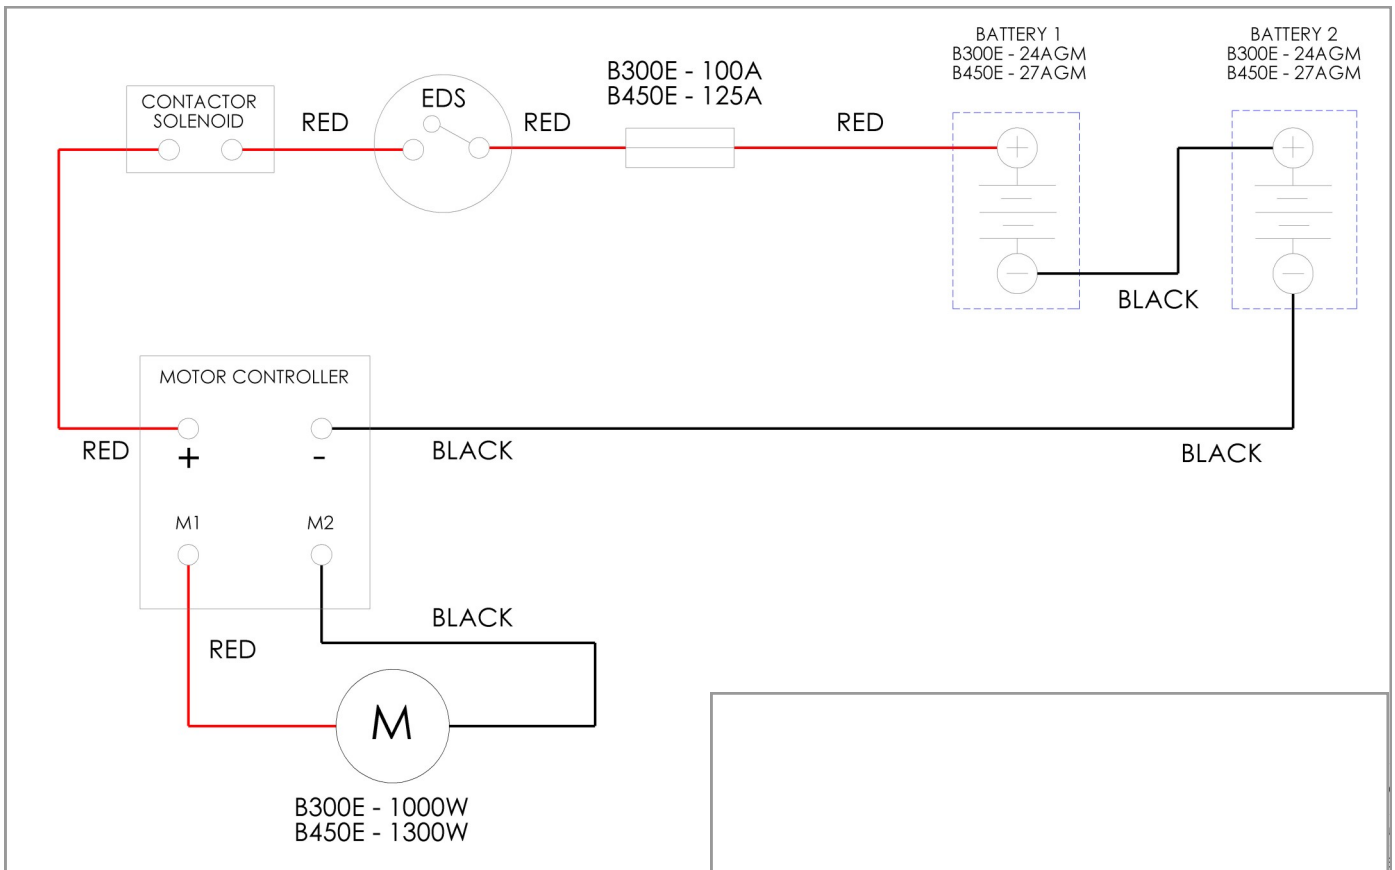 BATTERY 1
B300E - 24AGM
B450E - 27AGM
BATTERY 2
B300E - 24AGM
B450E - 27AGM
B300E - 100A
B450E - 125A
CONTACTOR
SOLENOID
RED
EDS
RED
RED
+
+
−
−
BLACK
MOTOR CONTROLLER
RED
+
-
BLACK
BLACK
M1
M2
RED
BLACK
M
B300E - 1000W
B450E - 1300W